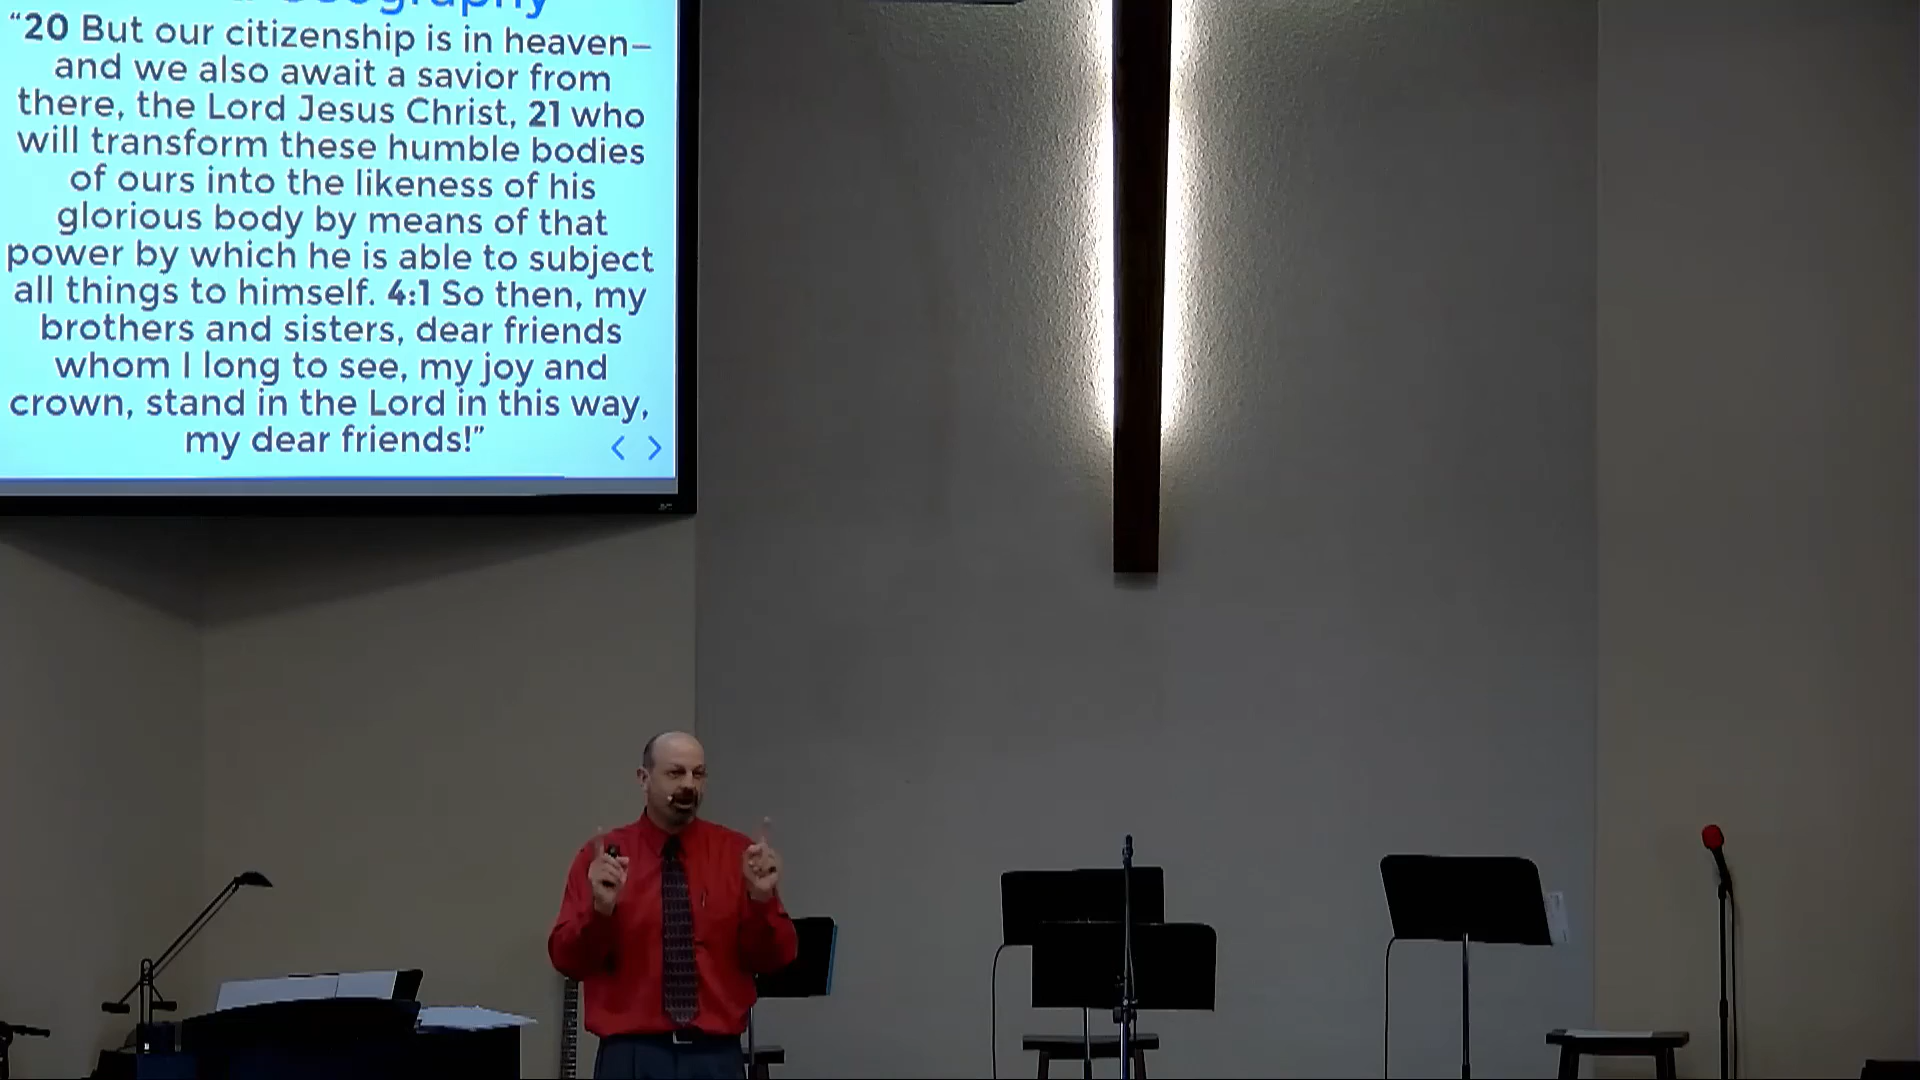 “20 But our citizenship is in heaven–
and we also await a savior from
there, the Lord Jesus Christ, 21 who
will transform these humble bodies
of ours into the likeness of his
glorious body by means of that
power by which he is able to subject
all things to himself. 4:1 So then, my
brothers and sisters, dear friends
whom I long to see, my joy and
crown, stand in the Lord in this way,
my dear friends!”